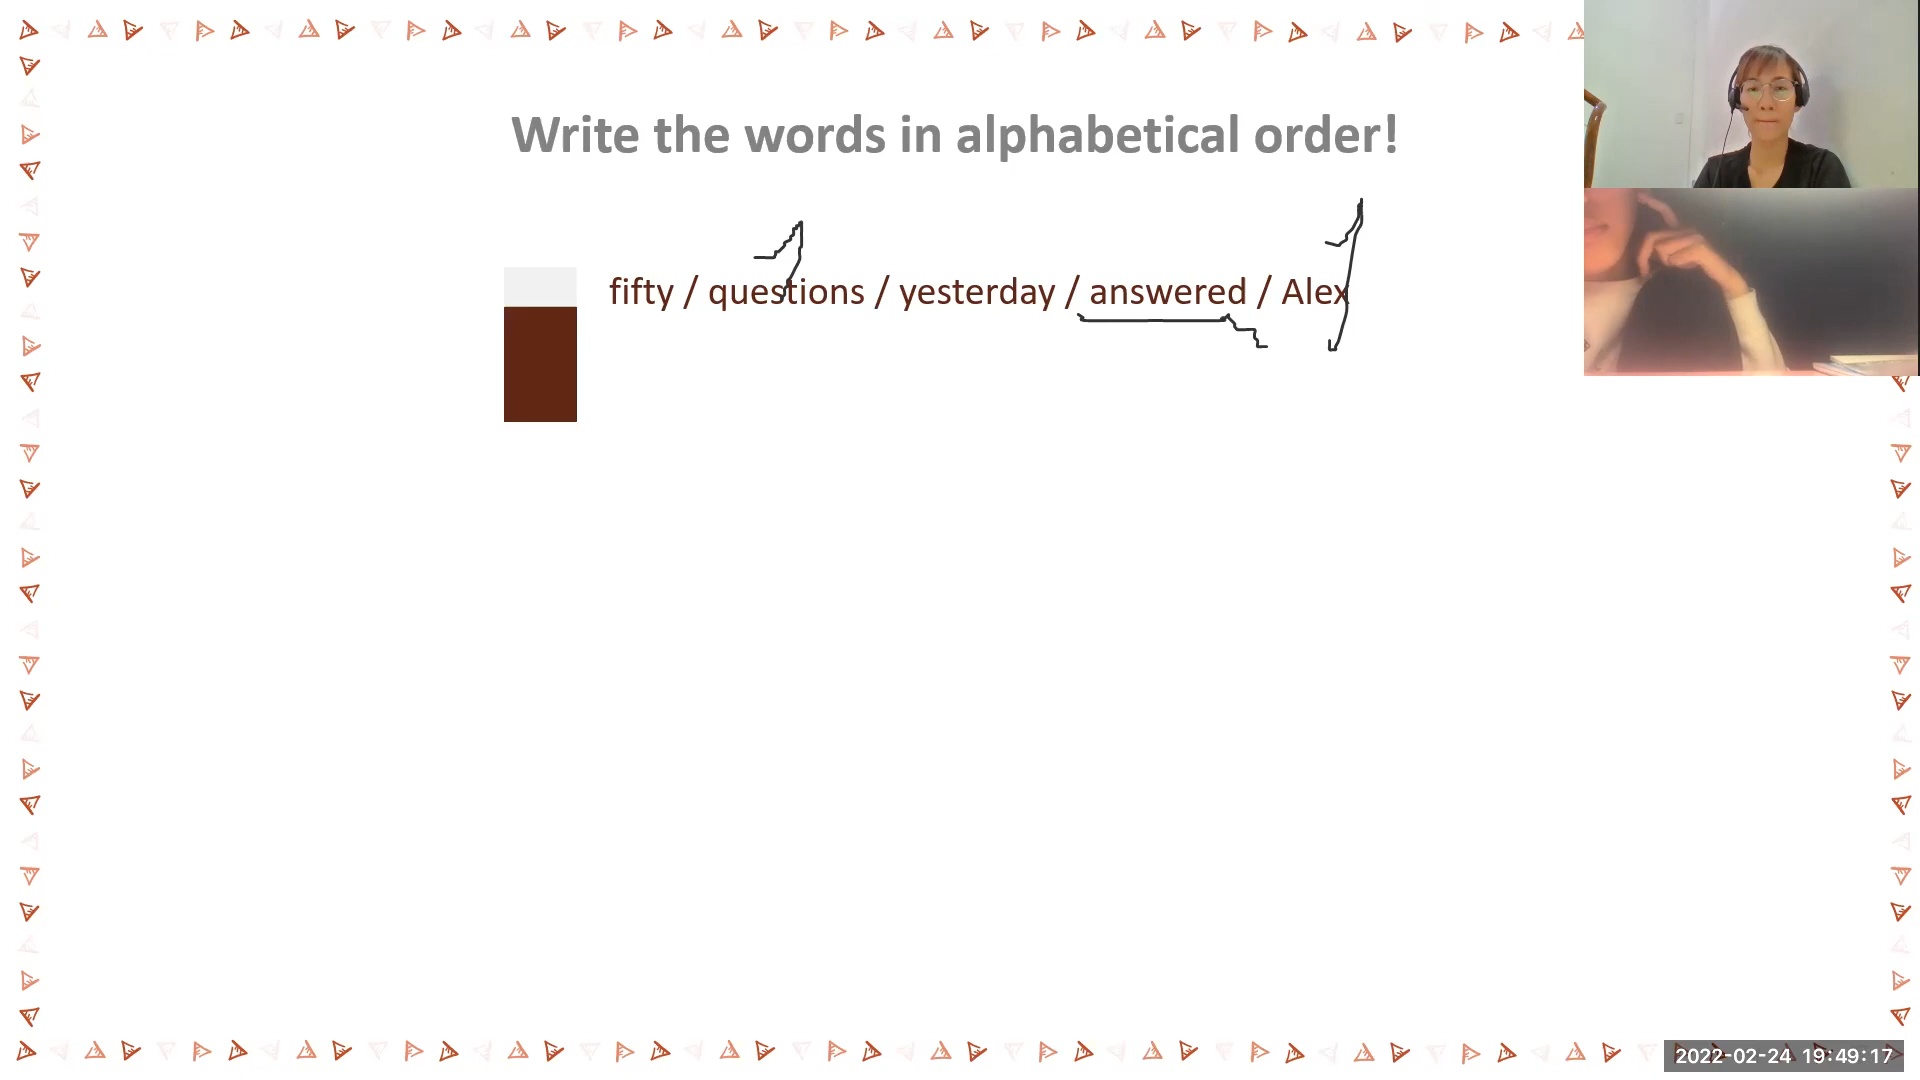 Write the words in alphabetical order!
fifty / questions / yesterday / answered / Alex
2022-02-24 19:49:17